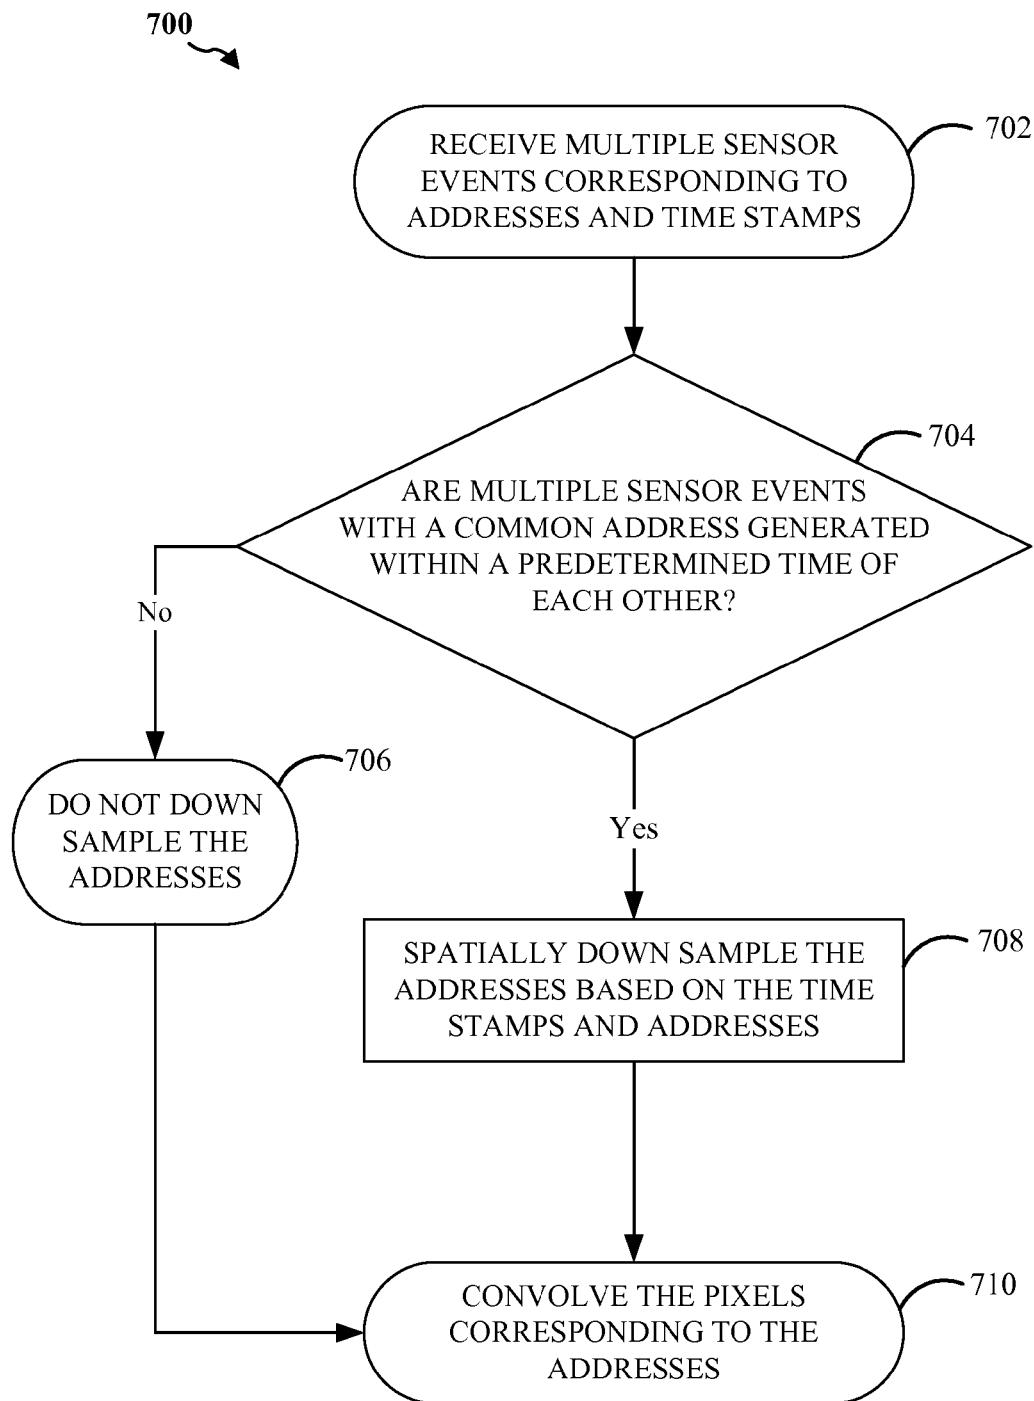 700
RECEIVE MULTIPLE SENSOR
EVENTS CORRESPONDING TO
ADDRESSES AND TIME STAMPS
702
ARE MULTIPLE SENSOR EVENTS
WITH A COMMON ADDRESS GENERATED
WITHIN A PREDETERMINED TIME OF
EACH OTHER?
704
No
DO NOT DOWN
SAMPLE THE
ADDRESSES
706
Yes
SPATIALLY DOWN SAMPLE THE
ADDRESSES BASED ON THE TIME
STAMPS AND ADDRESSES
708
CONVOLVE THE PIXELS
CORRESPONDING TO THE
ADDRESSES
710